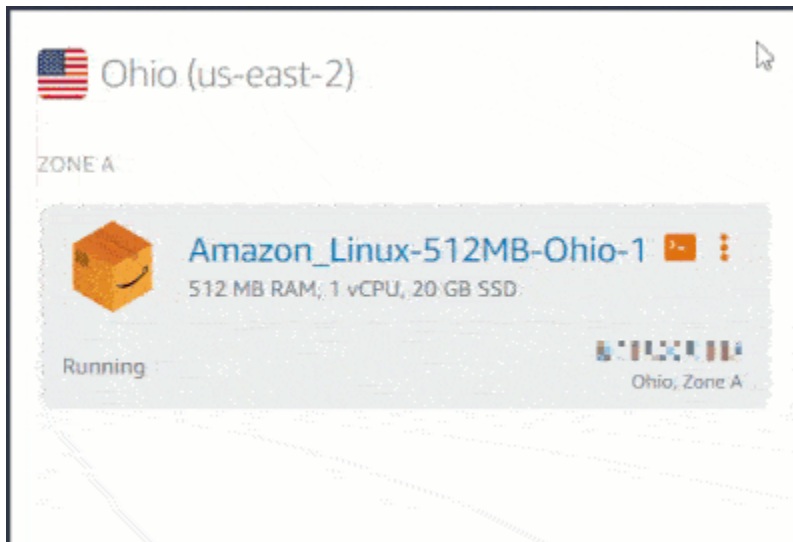 Ohio (us-east-2)
ZONE A
Amazon_Linux-512MB-Ohio-1
512 MB RAM, 1 vCPU, 20 GB SSD
Running
Ohio, Zone A